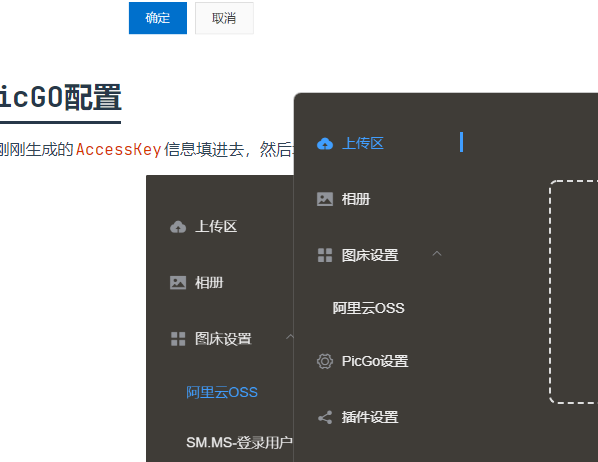 确定 取消
icGO配置
刚刚生成的AccessKey信息填进去，然后
上传区
相册
图床设置
阿里云OSS
SM.MS-登录用户
上传区
相册
图床设置
阿里云OSS
PicGo设置
插件设置